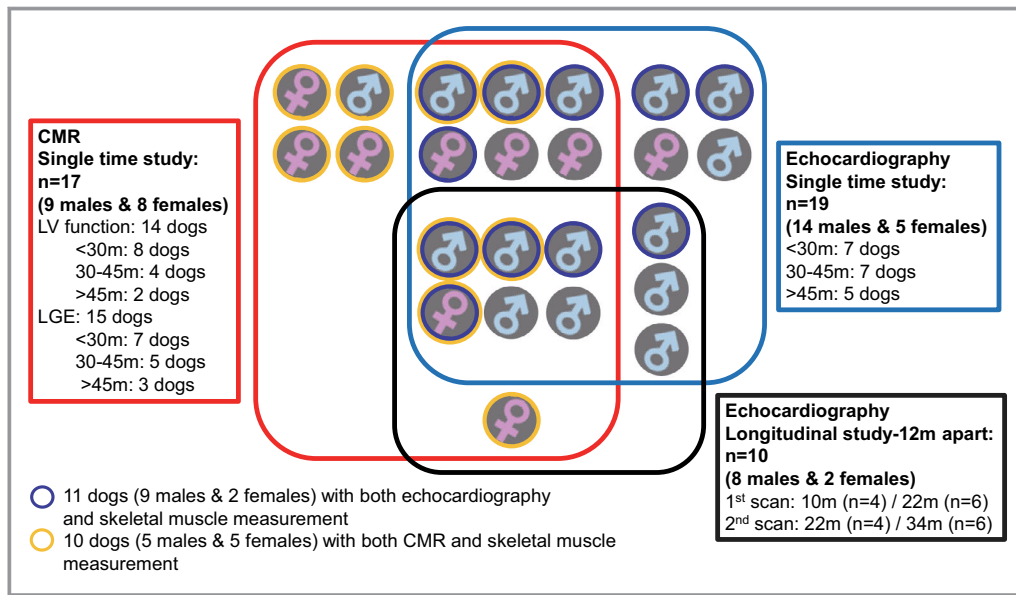 CMR
Single time study:
n=17
(9 males & 8 females)
LV function: 14 dogs
<30m: 8 dogs
30-45m: 4 dogs
>45m: 2 dogs
LGE: 15 dogs
<30m: 7 dogs
30-45m: 5 dogs
>45m: 3 dogs
Echocardiography
Single time study:
n=19
(14 males & 5 females)
<30m: 7 dogs
30-45m: 7 dogs
>45m: 5 dogs
Echocardiography
Longitudinal study-12m apart:
n=10
(8 males & 2 females)
1st scan: 10m (n=4) / 22m (n=6)
2nd scan: 22m (n=4) / 34m (n=6)
11 dogs (9 males & 2 females) with both echocardiography
and skeletal muscle measurement
10 dogs (5 males & 5 females) with both CMR and skeletal muscle
measurement